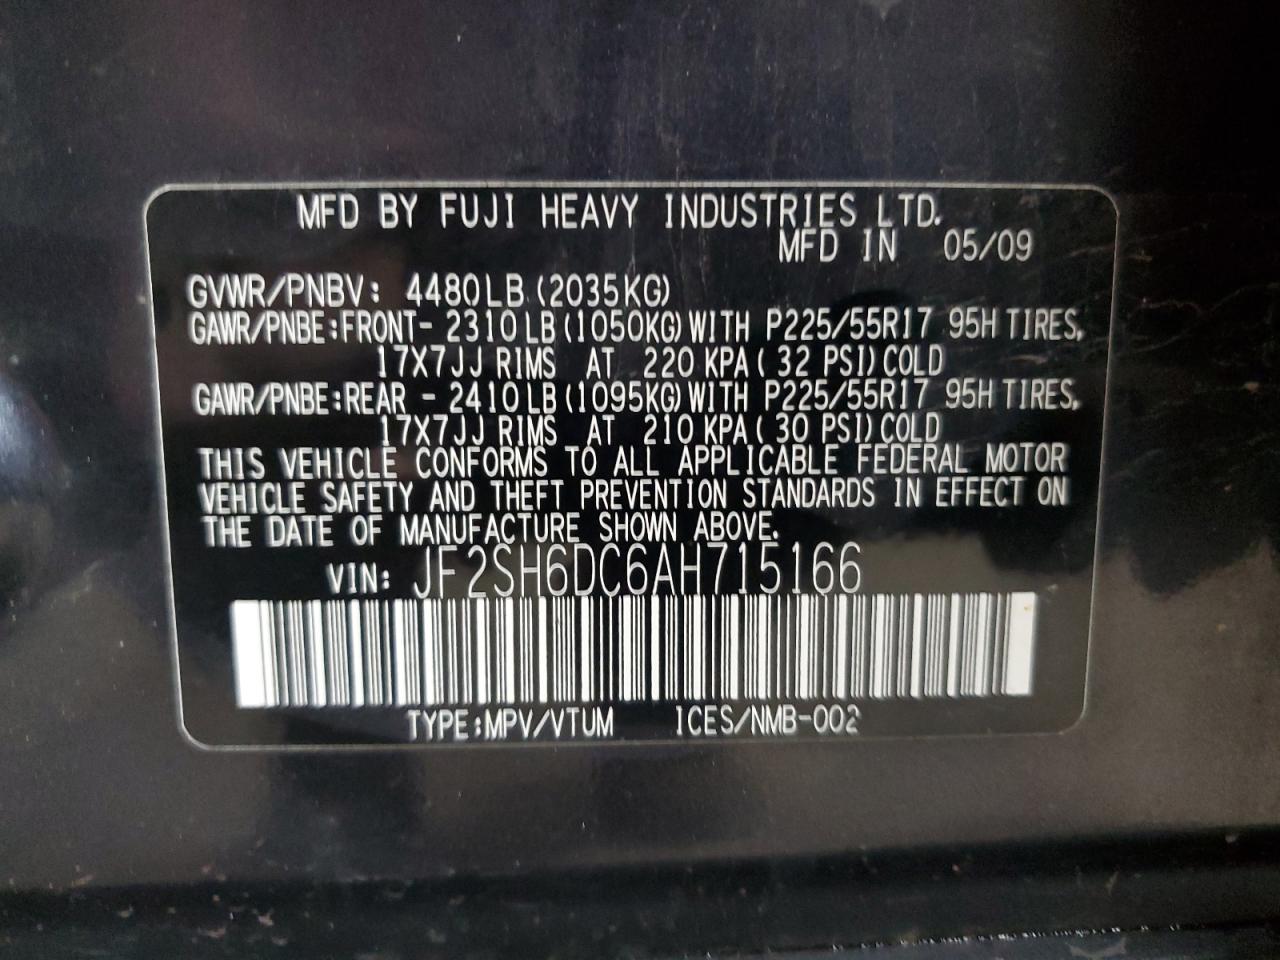 MFD BY FUJI HEAVY INDUSTRIES LTD.
MFD IN 05/09
GVWR/PNBV: 4480LB (2035KG)
GAWR/PNBE:FRONT- 2310LB(1050KG)WITH P225/55R17 95H TIRES,
17X7JJ RIMS AT 220 KPA( 32 PSI)COLD
GAWR/PNBE:REAR - 2410LB(1095KG)WITH P225/55R17 95H TIRES,
17X7JJ RIMS AT 210 KPA( 30 PSI)COLD
THIS VEHICLE CONFORMS TO ALL APPLICABLE FEDERAL MOTOR
VEHICLE SAFETY AND THEFT PREVENTION STANDARDS IN EFFECT ON
THE DATE OF MANUFACTURE SHOWN ABOVE.
VIN: JF2SH6DC6AH715166
TYPE:MPV/VTUM ICES/NMB-002